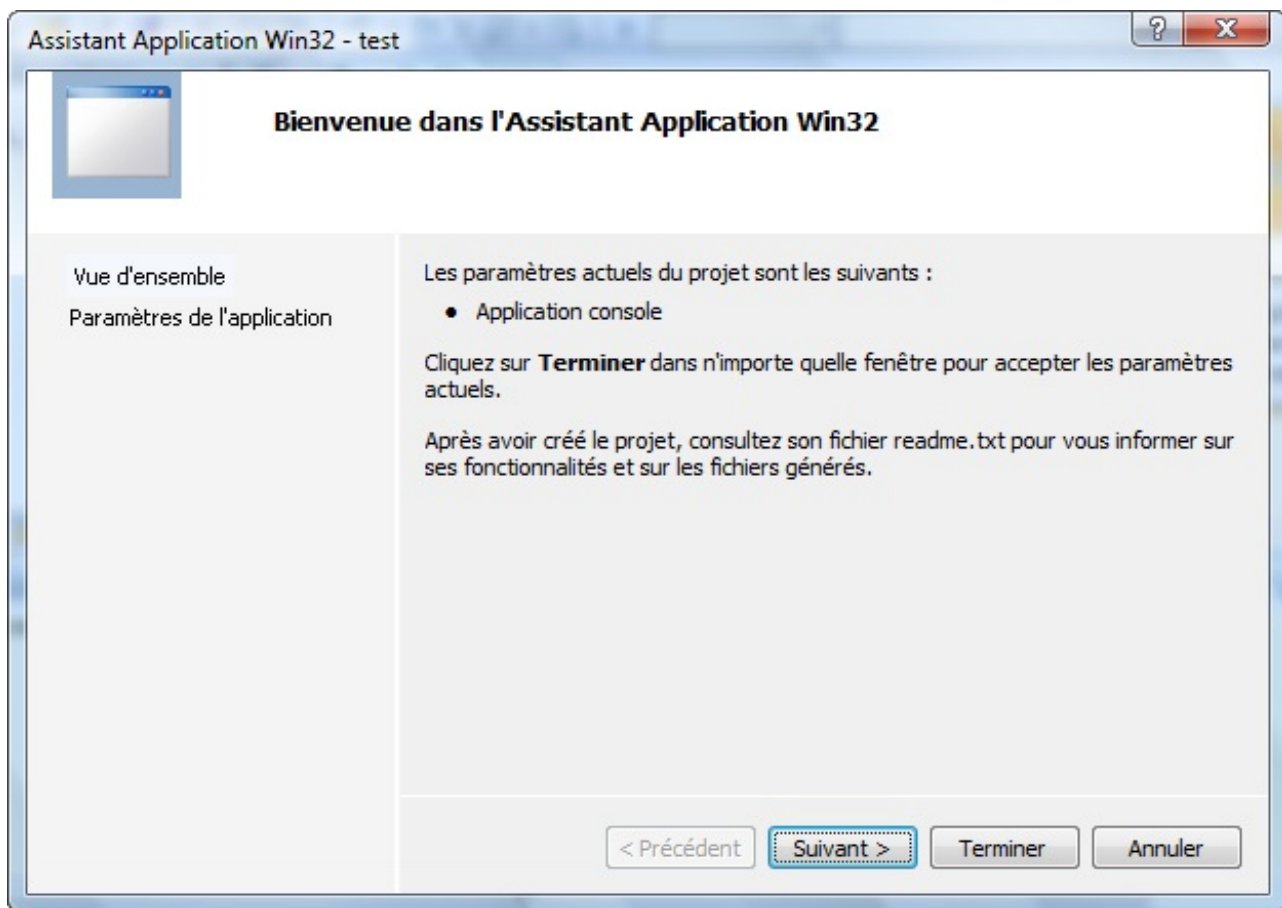 Assistant Application Win32 - test
Bienvenue dans l'Assistant Application Win32
Vue d'ensemble
Paramètres de l'application
Les paramètres actuels du projet sont les suivants :
• Application console
Cliquez sur Terminer dans n'importe quelle fenêtre pour accepter les paramètres
actuels.
Après avoir créé le projet, consultez son fichier readme.txt pour vous informer sur
ses fonctionnalités et sur les fichiers générés.
< Précédent
Suivant >
Terminer
Annuler